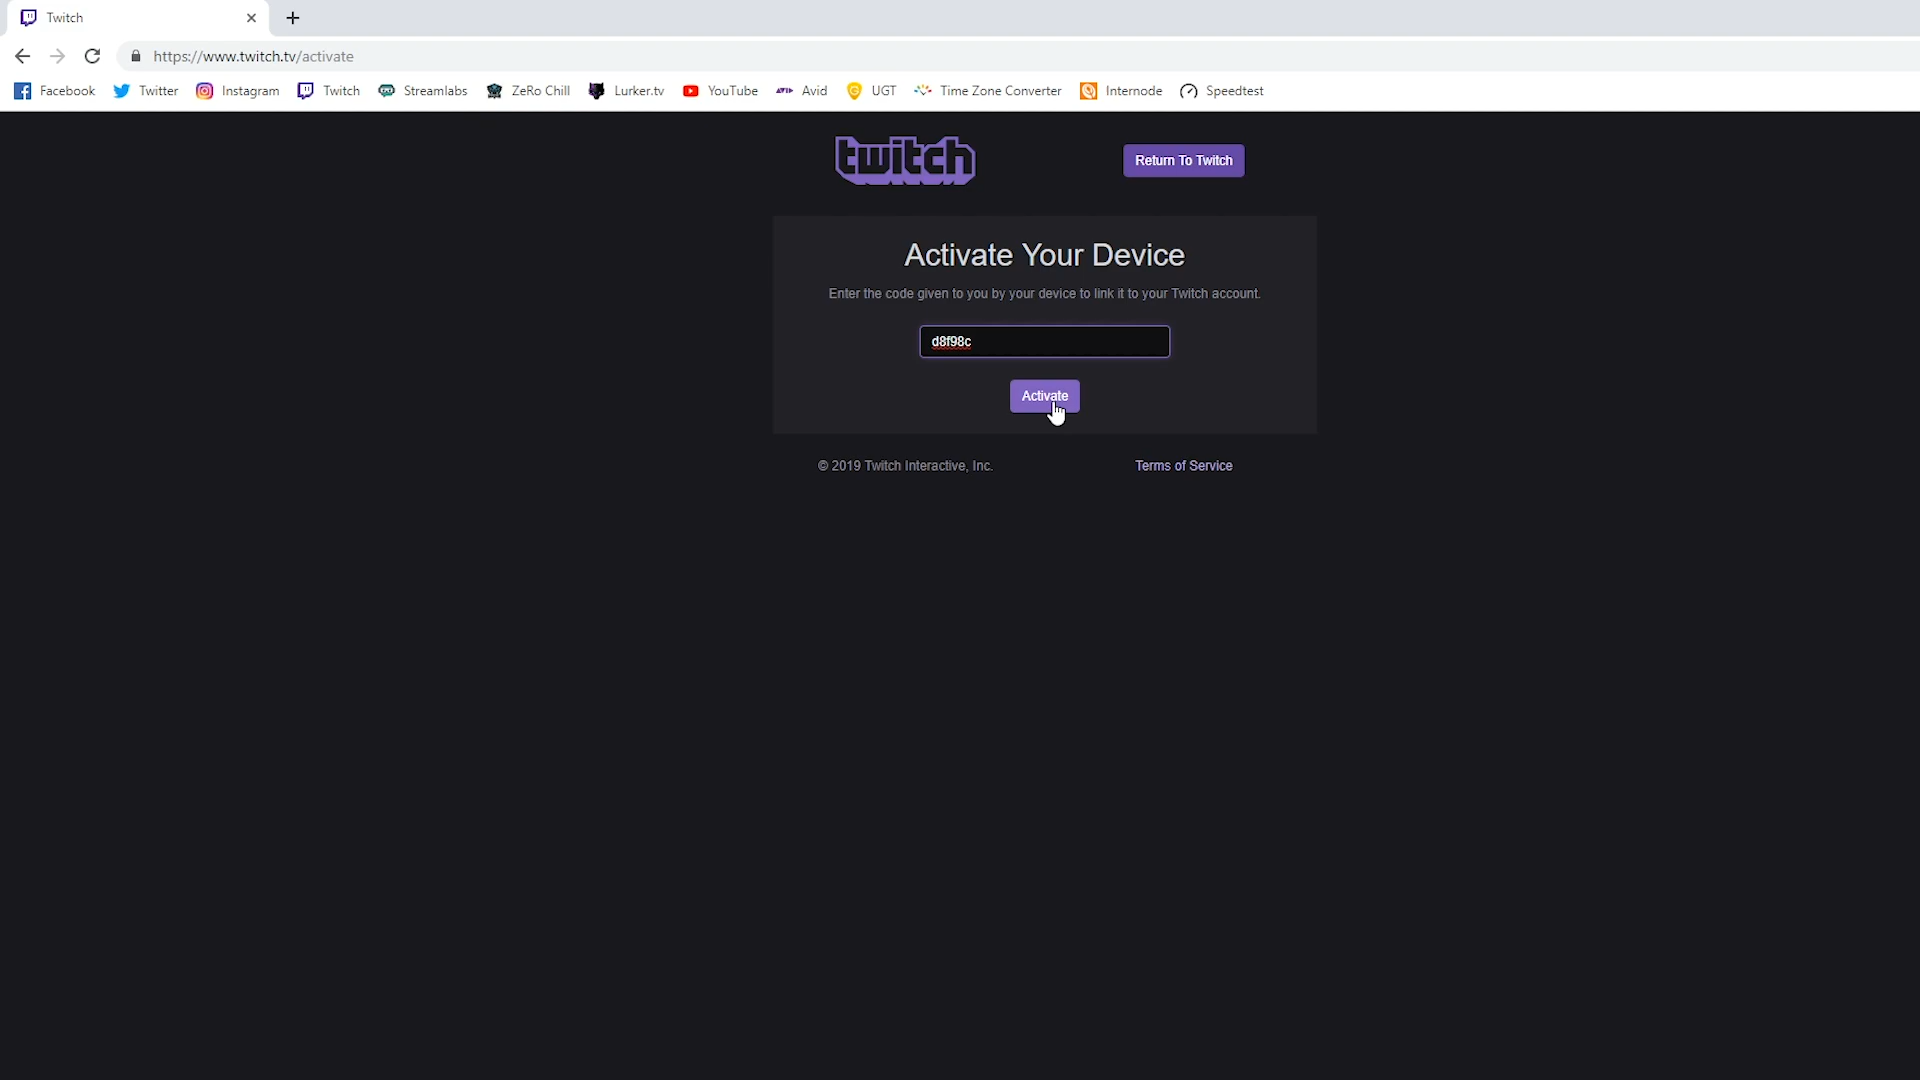 Twitch
https://www.twitch.tv/activate
Facebook Twitter Instagram Twitch Streamlabs ZeRo Chill Lurker.tv YouTube AVID Avid UGT Time Zone Converter Internode Speedtest
twitch Return To Twitch
Activate Your Device
Enter the code given to you by your device to link it to your Twitch account.
d8f98c
Activate
© 2019 Twitch Interactive, Inc. Terms of Service